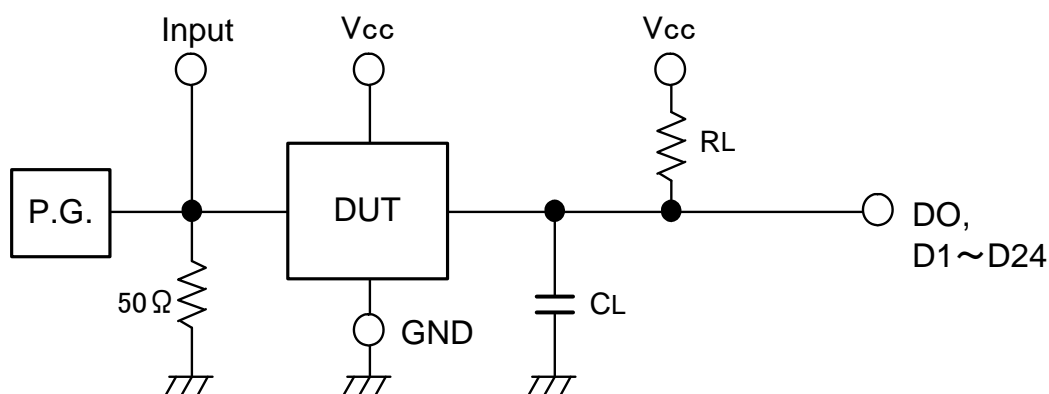 Input
Vcc
Vcc
RL
P.G.
DUT
DO,
D1～D24
50Ω
GND
CL